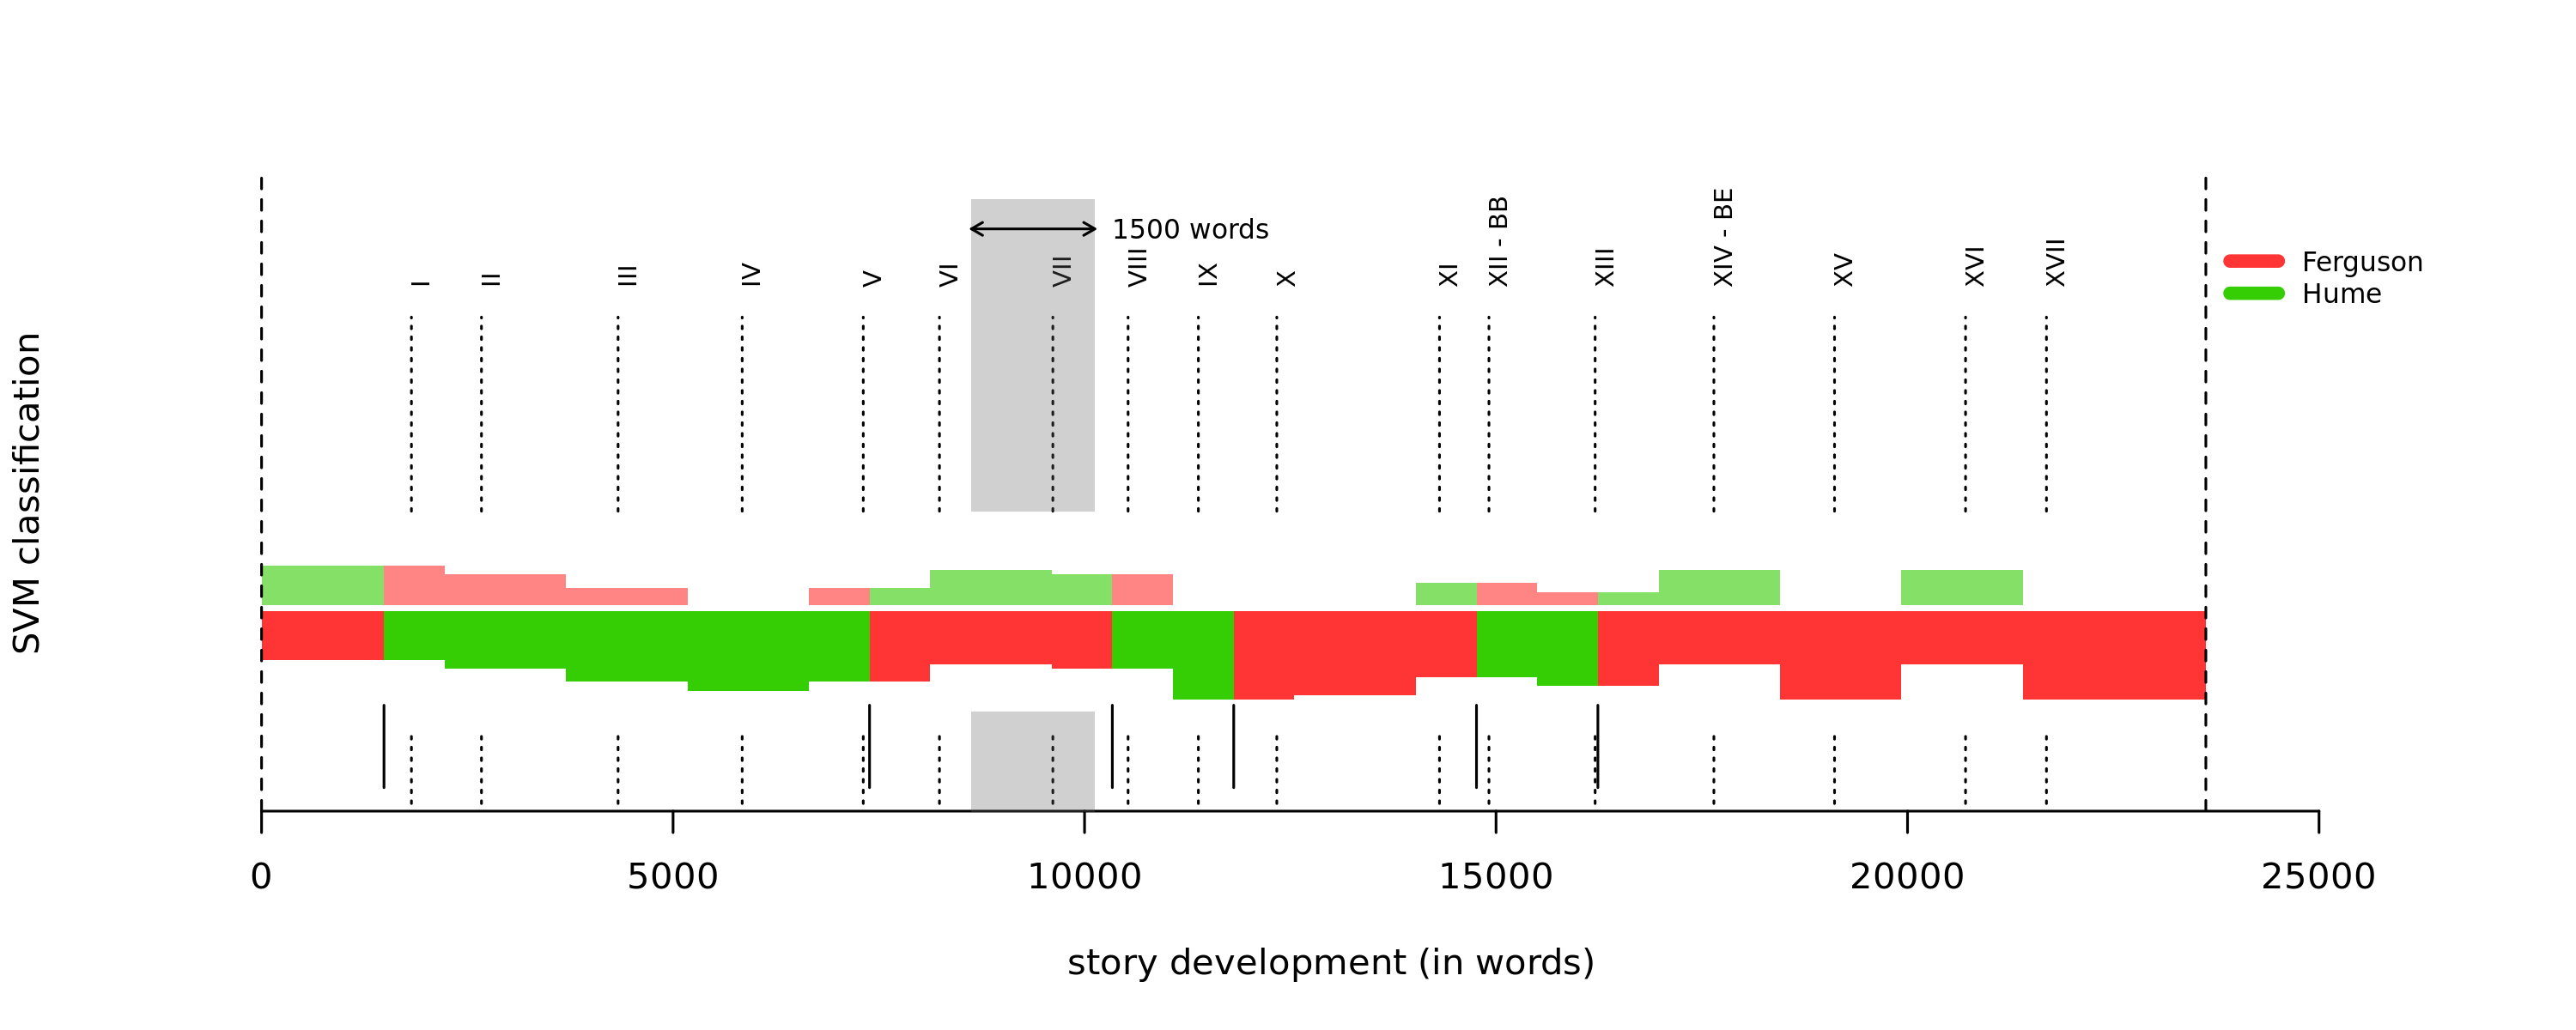 1500 words
I
II
III
IV
V
VI
VII
VIII
IX
X
XI
XII - BB
XIII
XIV - BE
XV
XVI
XVII
Ferguson
Hume
SVM classification
0
5000
10000
15000
20000
25000
story development (in words)